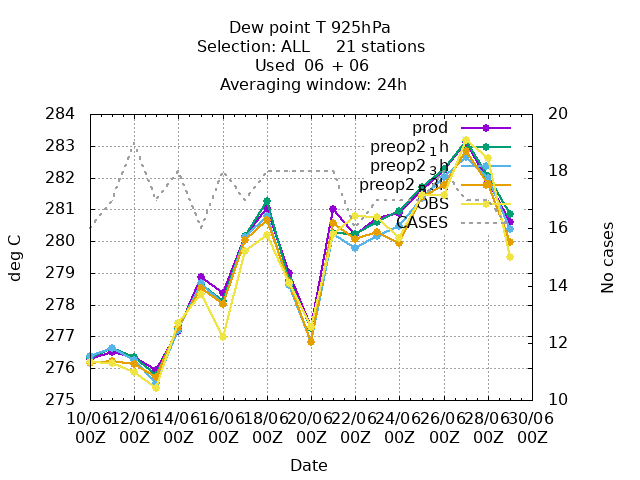 Dew point T 925hPa
Selection: ALL 21 stations
Used 06 + 06
Averaging window: 24h
284
283
282
281
280
279
278
277
276
275
20
18
16
14
12
10
deg C
No cases
prod
preop2₁h
preop2₃h
OBS
CASES
10/06 12/06 14/06 16/06 18/06 20/06 22/06 24/06 26/06 28/06 30/06
00Z 00Z 00Z 00Z 00Z 00Z 00Z 00Z 00Z 00Z 00Z
Date